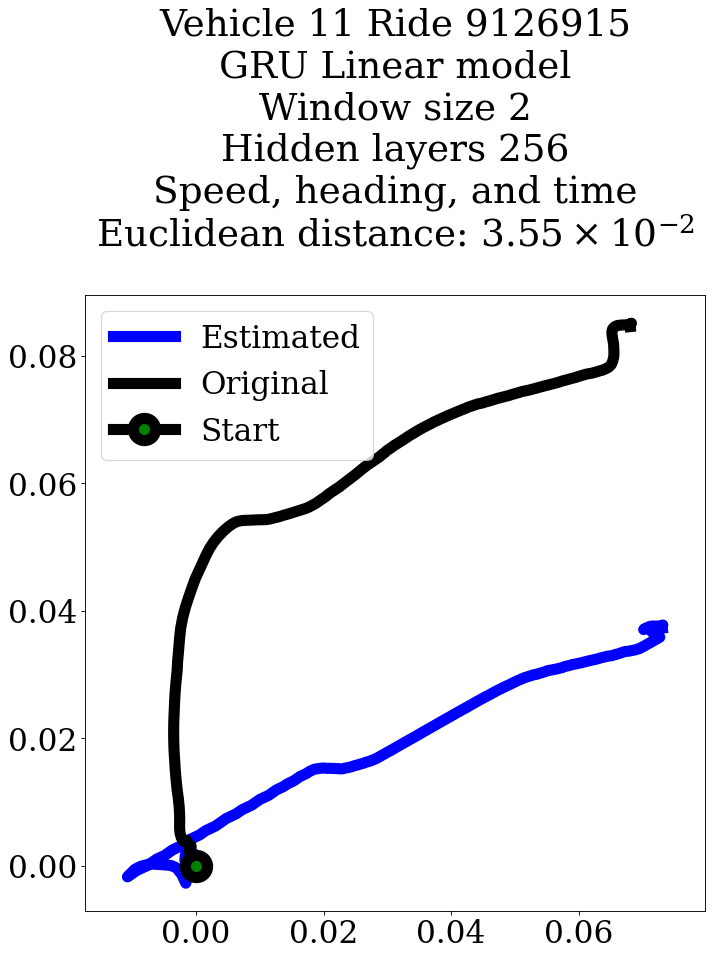 Vehicle 11 Ride 9126915
GRU Linear model
Window size 2
Hidden layers 256
Speed, heading, and time
Euclidean distance: 3.55 × 10⁻²
Estimated
Original
Start
0.08
0.06
0.04
0.02
0.00
0.00 0.02 0.04 0.06